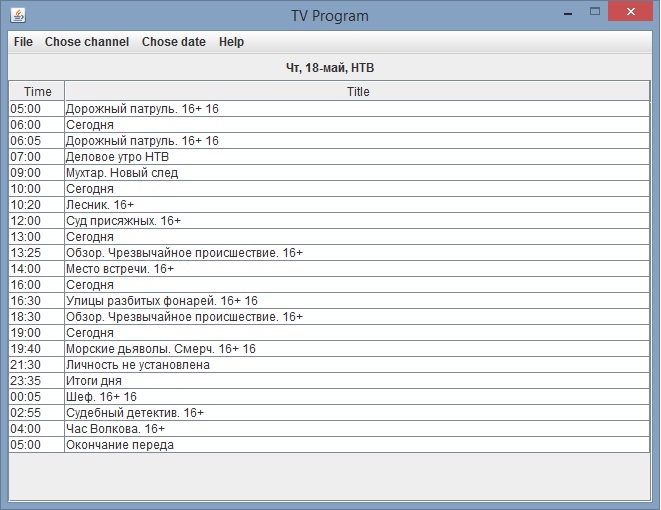 TV Program
File Chose channel Chose date Help
Чт, 18-май, НТВ
Time Title
05:00 Дорожный патруль. 16+ 16
06:00 Сегодня
06:05 Дорожный патруль. 16+ 16
07:00 Деловое утро НТВ
09:00 Мухтар. Новый след
10:00 Сегодня
10:20 Лесник. 16+
12:00 Суд присяжных. 16+
13:00 Сегодня
13:25 Обзор. Чрезвычайное происшествие. 16+
14:00 Место встречи. 16+
16:00 Сегодня
16:30 Улицы разбитых фонарей. 16+ 16
18:30 Обзор. Чрезвычайное происшествие. 16+
19:00 Сегодня
19:40 Морские дьяволы. Смерч. 16+ 16
21:30 Личность не установлена
23:35 Итоги дня
00:05 Шеф. 16+ 16
02:55 Судебный детектив. 16+
04:00 Час Волкова. 16+
05:00 Окончание переда